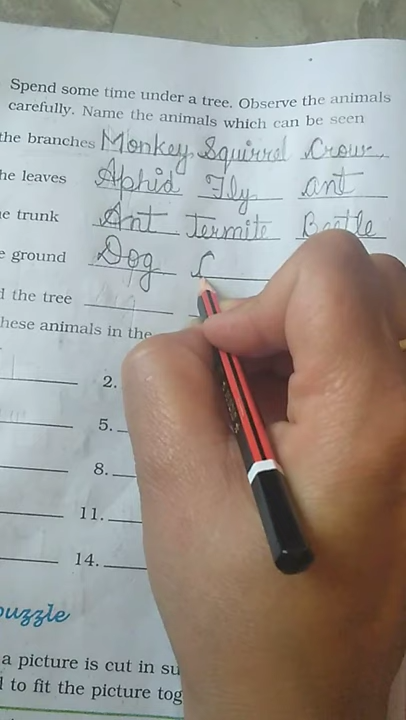 Spend some time under a tree. Observe the animals
carefully. Name the animals which can be seen
the branches Monkey, Squirrel Crow,
he leaves Aphid Fly ant
e trunk Ant Termite Beetle
e ground Dog
d the tree
hese animals in the
2.
5.
8.
11.
14.
puzzle
a picture is cut in su
l to fit the picture tog